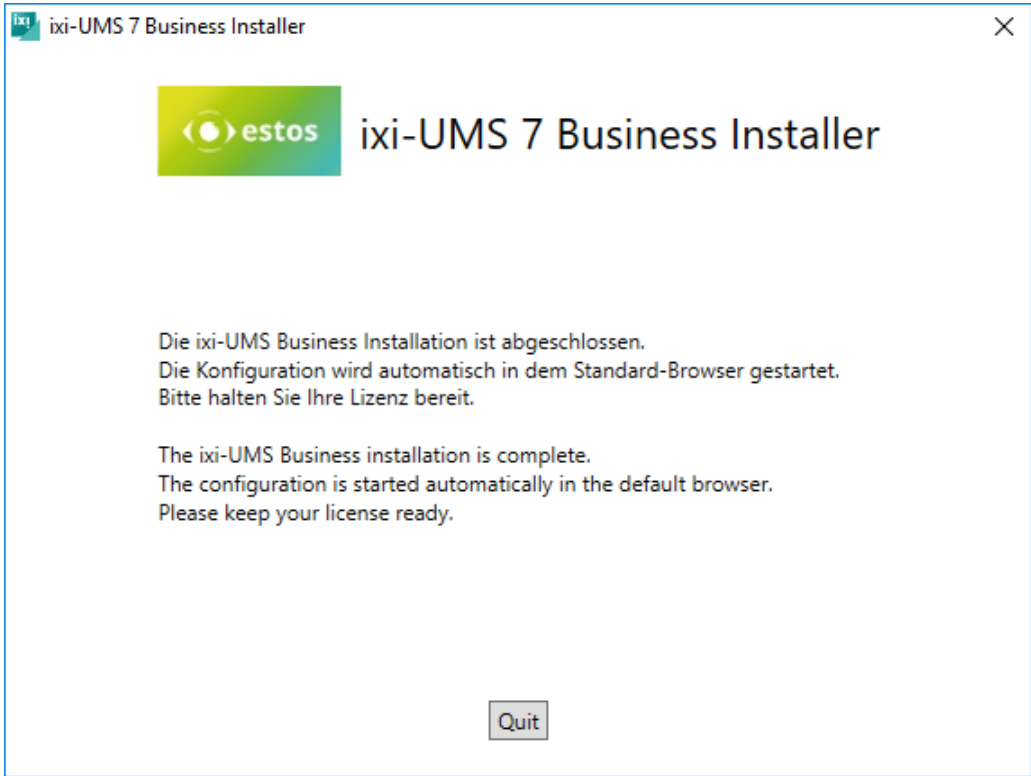 ixi-UMS 7 Business Installer
estos
ixi-UMS 7 Business Installer
Die ixi-UMS Business Installation ist abgeschlossen.
Die Konfiguration wird automatisch in dem Standard-Browser gestartet.
Bitte halten Sie Ihre Lizenz bereit.
The ixi-UMS Business installation is complete.
The configuration is started automatically in the default browser.
Please keep your license ready.
Quit